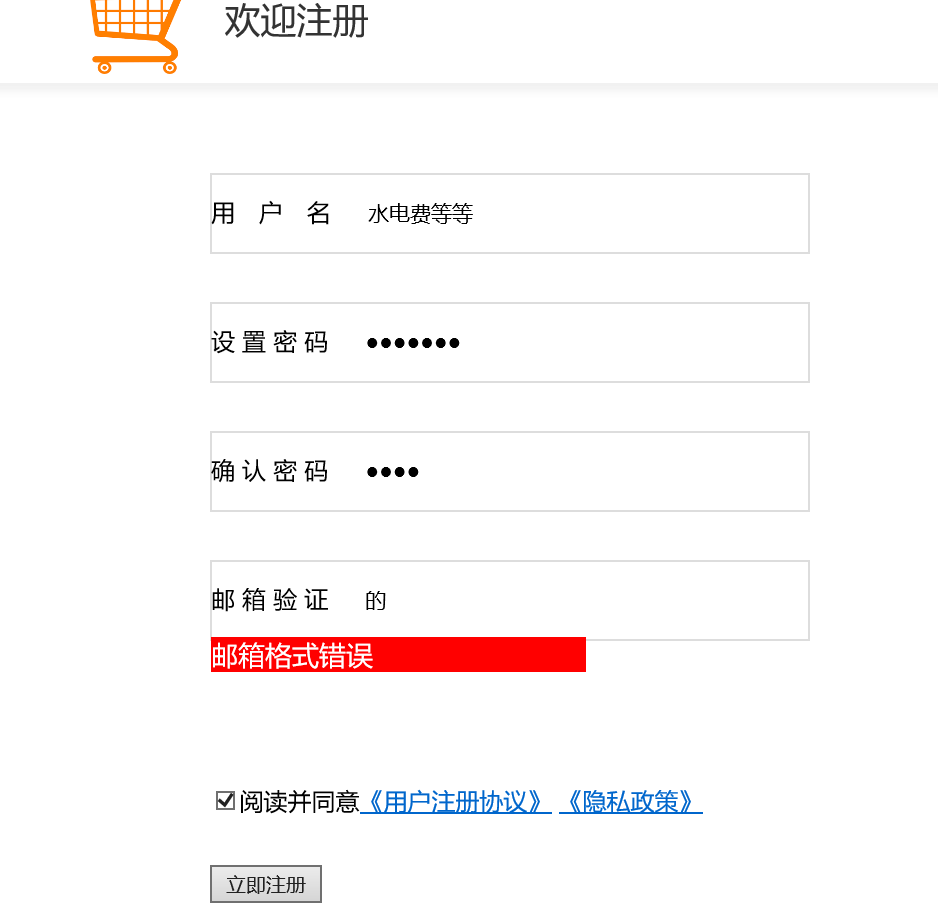 欢迎注册
用 户 名 水电费等等
设 置 密 码 •••••••
确 认 密 码 ••••
邮 箱 验 证 的
邮箱格式错误
阅读并同意《用户注册协议》 《隐私政策》
立即注册